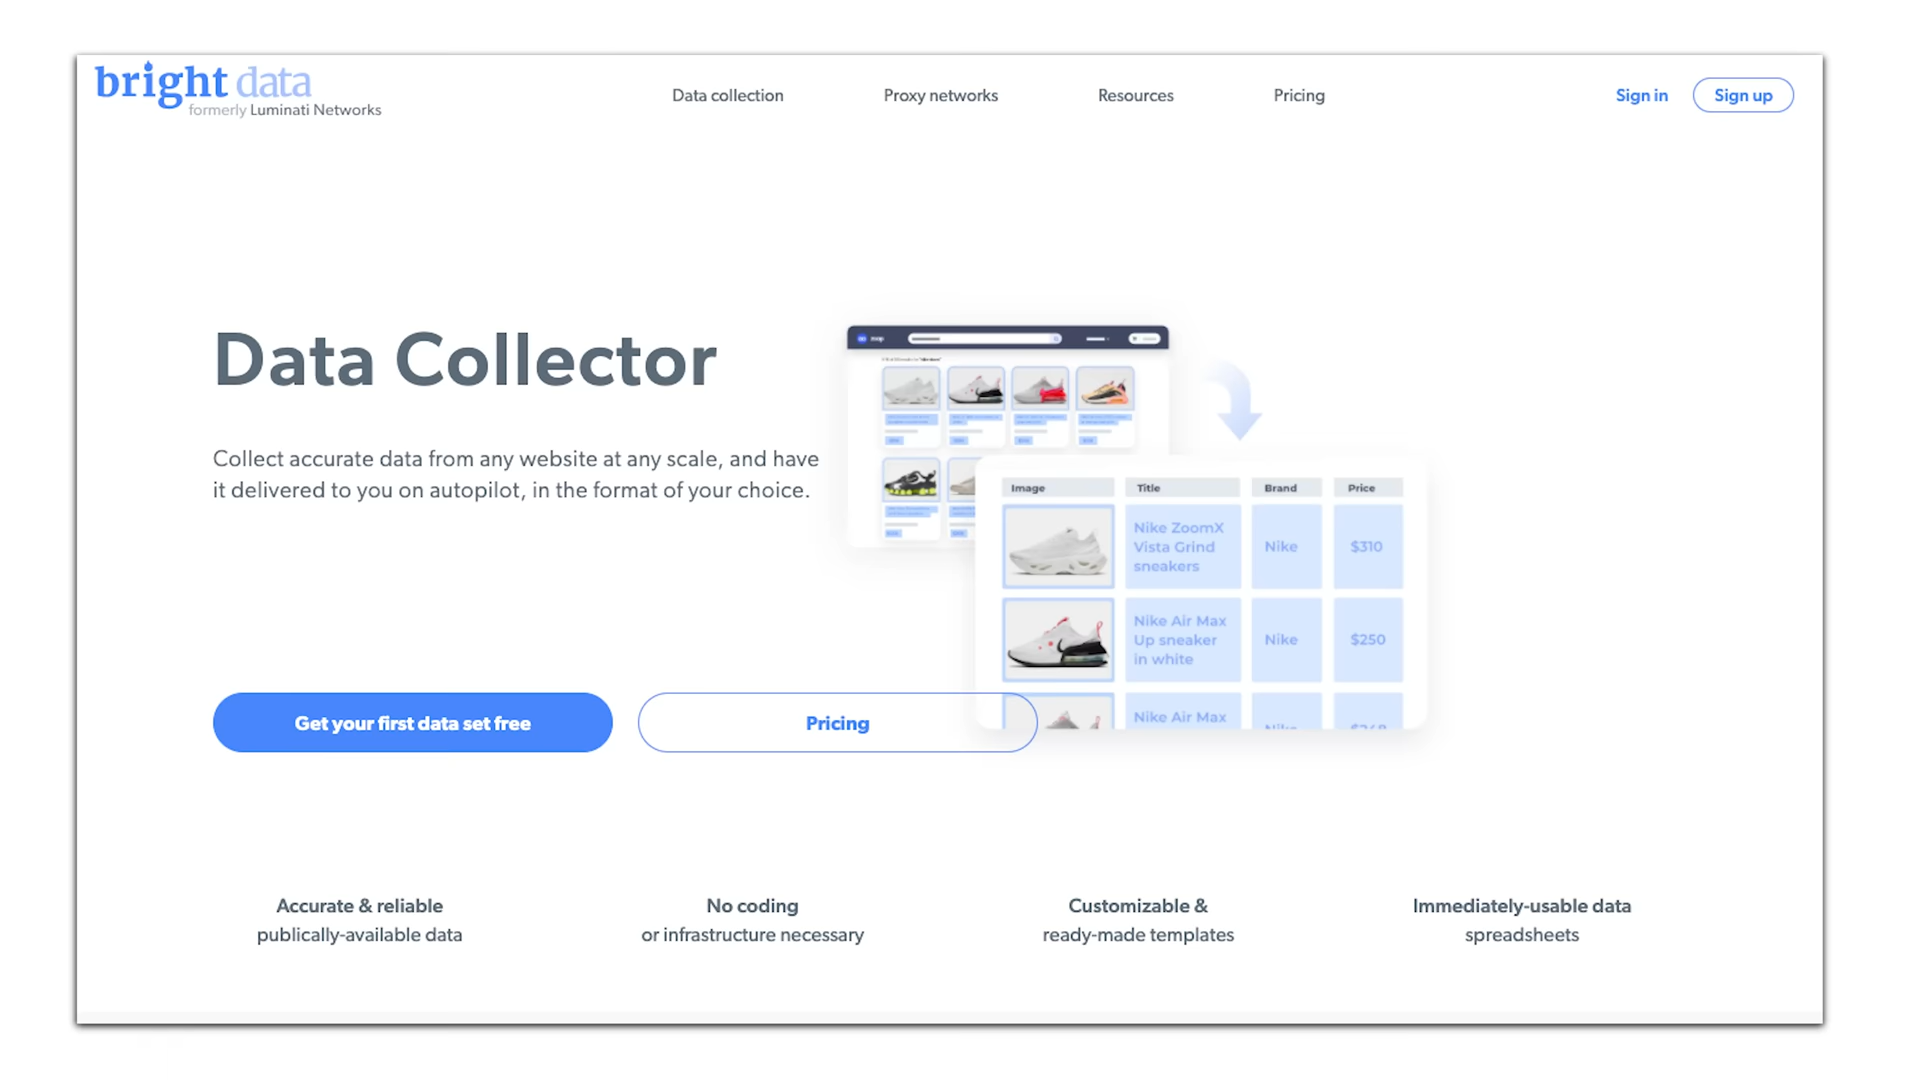 bright data
formerly Luminati Networks
Data collection
Proxy networks
Resources
Pricing
Sign in
Sign up
Data Collector
Collect accurate data from any website at any scale, and have
it delivered to you on autopilot, in the format of your choice.
Image Title Brand Price
Nike ZoomX
Vista Grind
sneakers
Nike
$310
Nike Air Max
Up sneaker
in white
Nike
$250
Nike Air Max
Nike
Get your first data set free
Pricing
Accurate & reliable
publically-available data
No coding
or infrastructure necessary
Customizable &
ready-made templates
Immediately-usable data
spreadsheets